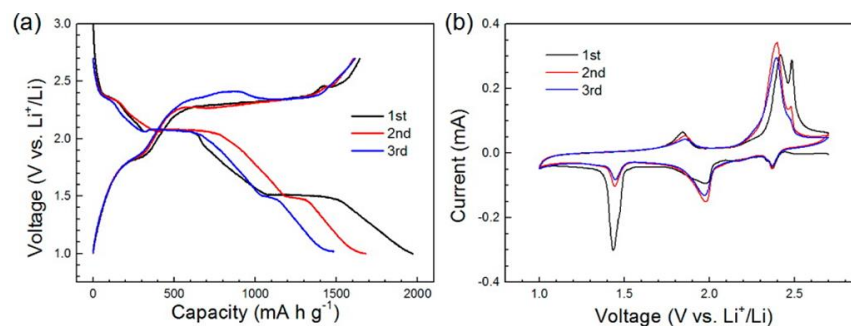 (a)
3.0
2.5
2.0
1.5
1.0
Voltage (V vs. Li⁺/Li)
1st
2nd
3rd
0 500 1000 1500 2000
Capacity (mA h g⁻¹)
(b)
0.4
0.2
0.0
-0.2
-0.4
Current (mA)
1st
2nd
3rd
1.0 1.5 2.0 2.5
Voltage (V vs. Li⁺/Li)